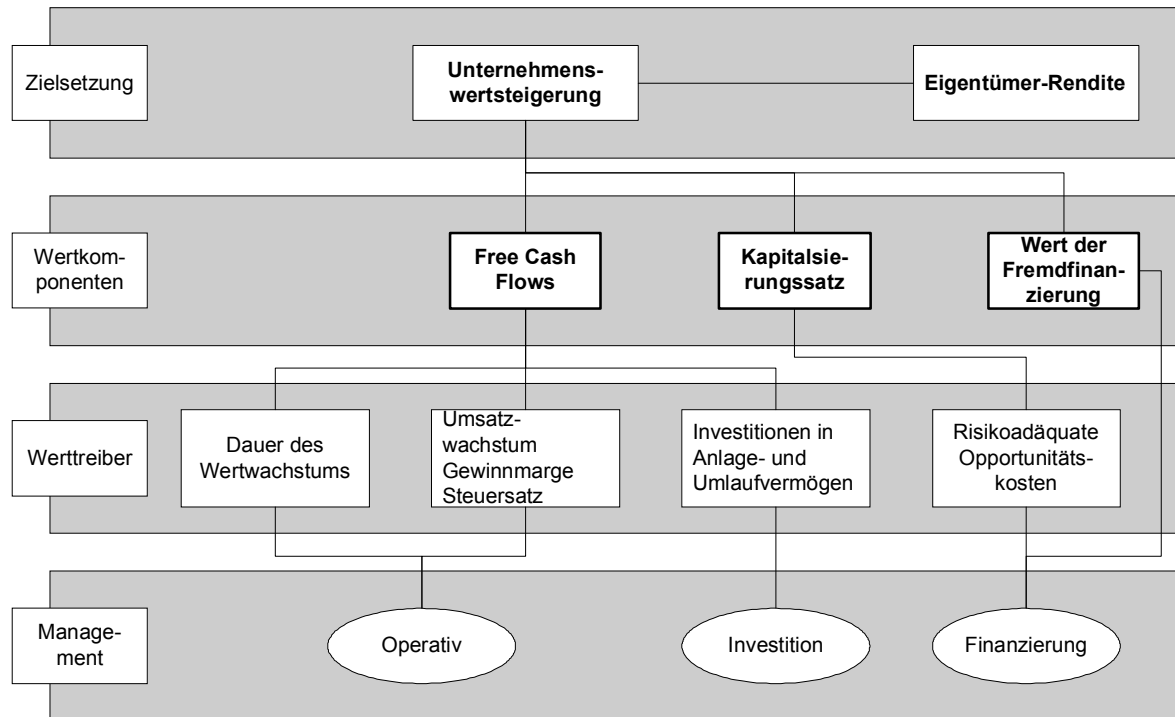 Zielsetzung
Unternehmens-
wertsteigerung
Eigentümer-Rendite
Wertkom-
ponenten
Free Cash
Flows
Kapitalsie-
rungssatz
Wert der
Fremdfinan-
zierung
Werttreiber
Dauer des
Wertwachstums
Umsatz-
wachstum
Gewinnmarge
Steuersatz
Investitionen in
Anlage- und
Umlaufvermögen
Risikoadäquate
Opportunitäts-
kosten
Manage-
ment
Operativ
Investition
Finanzierung